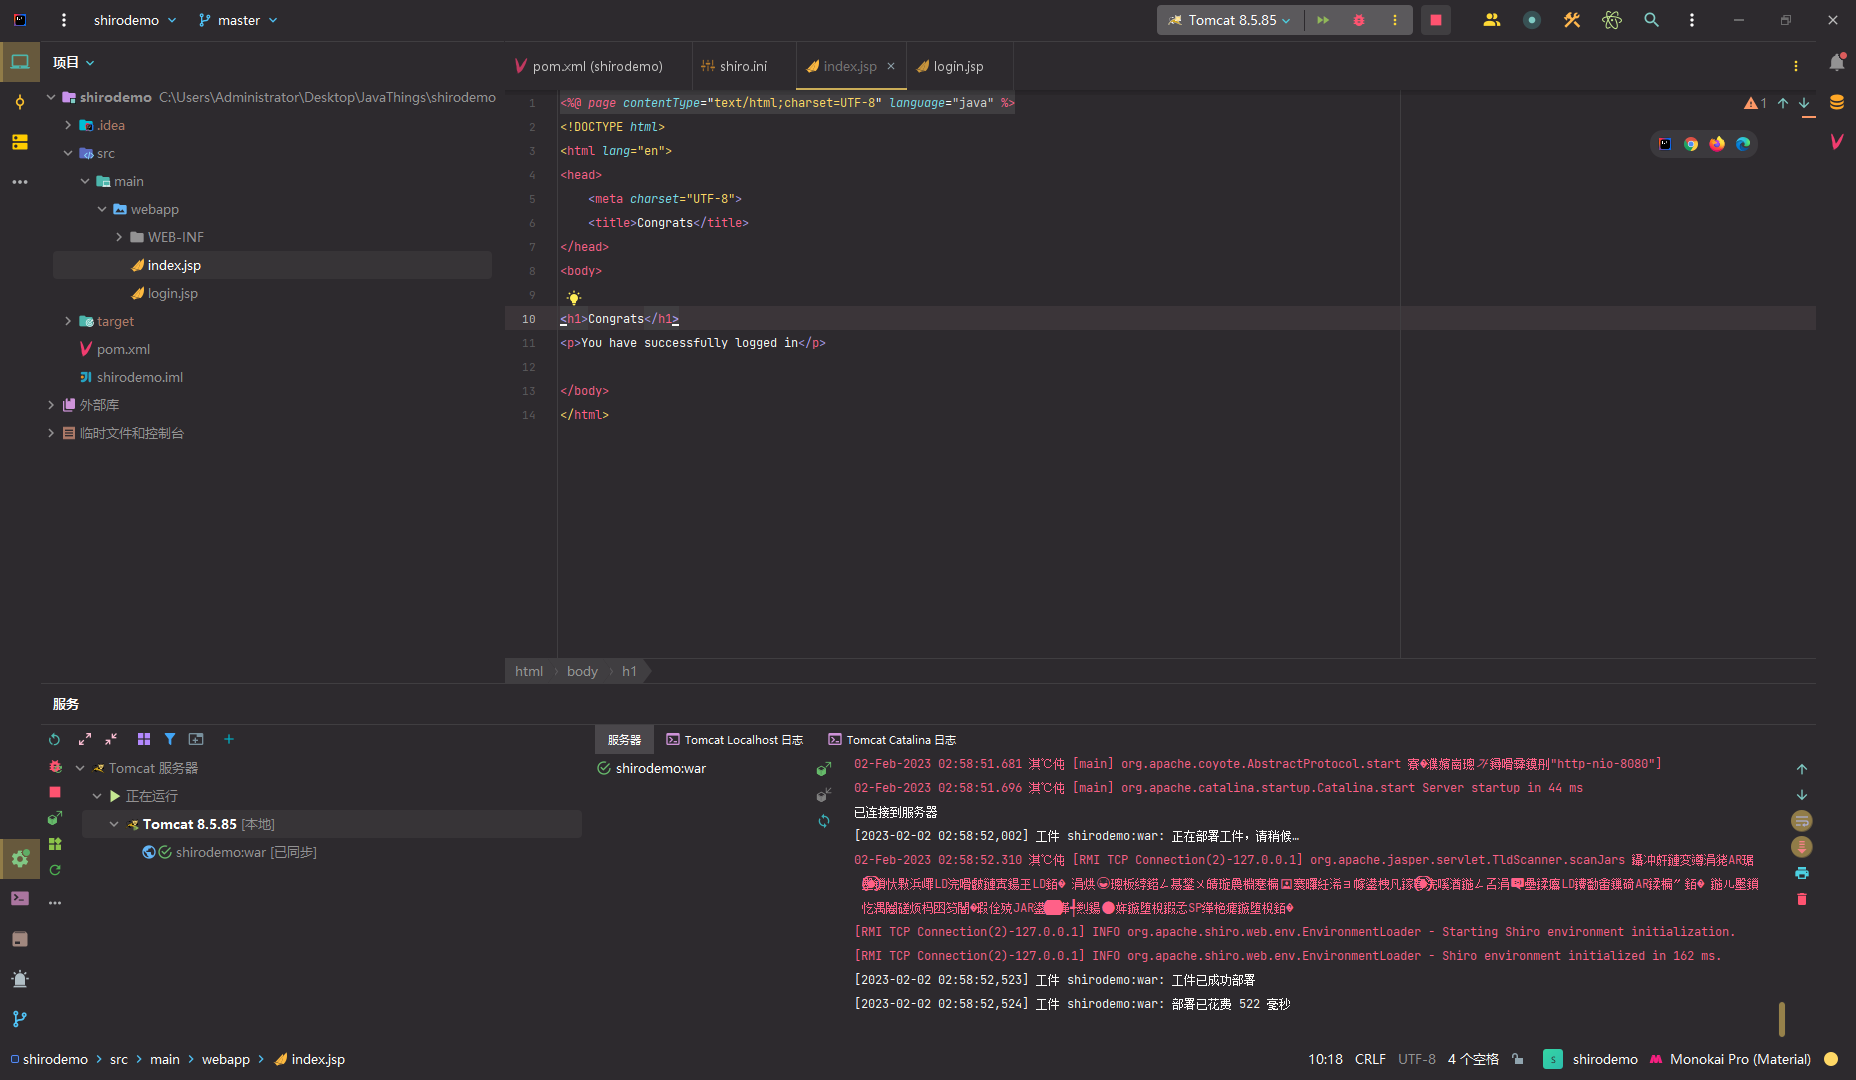 shirodemo
master
Tomcat 8.5.85
项目
pom.xml (shirodemo)
shiro.ini
index.jsp
login.jsp
shirodemo C:\Users\Administrator\Desktop\JavaThings\shirodemo
.idea
src
main
webapp
WEB-INF
index.jsp
login.jsp
target
pom.xml
shirodemo.iml
外部库
临时文件和控制台
1 <%@ page contentType="text/html;charset=UTF-8" language="java" %>
2 <!DOCTYPE html>
3 <html lang="en">
4 <head>
5 <meta charset="UTF-8">
6 <title>Congrats</title>
7 </head>
8 <body>
9
10 <h1>Congrats</h1>
11 <p>You have successfully logged in</p>
12
13 </body>
14 </html>
1
html body h1
服务
服务器
Tomcat Localhost 日志
Tomcat Catalina 日志
Tomcat 服务器
正在运行
Tomcat 8.5.85 [本地]
shirodemo:war [已同步]
shirodemo:war
02-Feb-2023 02:58:51.681 [main] org.apache.coyote.AbstractProtocol.start "http-nio-8080"]
02-Feb-2023 02:58:51.696 [main] org.apache.catalina.startup.Catalina.start Server startup in 44 ms
已连接到服务器
[2023-02-02 02:58:52,002] 工件 shirodemo:war: 正在部署工件，请稍候…
02-Feb-2023 02:58:52.310 [RMI TCP Connection(2)-127.0.0.1] org.apache.jasper.servlet.TldScanner.scanJars
[RMI TCP Connection(2)-127.0.0.1] INFO org.apache.shiro.web.env.EnvironmentLoader - Starting Shiro environment initialization.
[RMI TCP Connection(2)-127.0.0.1] INFO org.apache.shiro.web.env.EnvironmentLoader - Shiro environment initialized in 162 ms.
[2023-02-02 02:58:52,523] 工件 shirodemo:war: 工件已成功部署
[2023-02-02 02:58:52,524] 工件 shirodemo:war: 部署已花费 522 毫秒
shirodemo src main webapp index.jsp
10:18 CRLF UTF-8 4 个空格 s shirodemo Monokai Pro (Material)